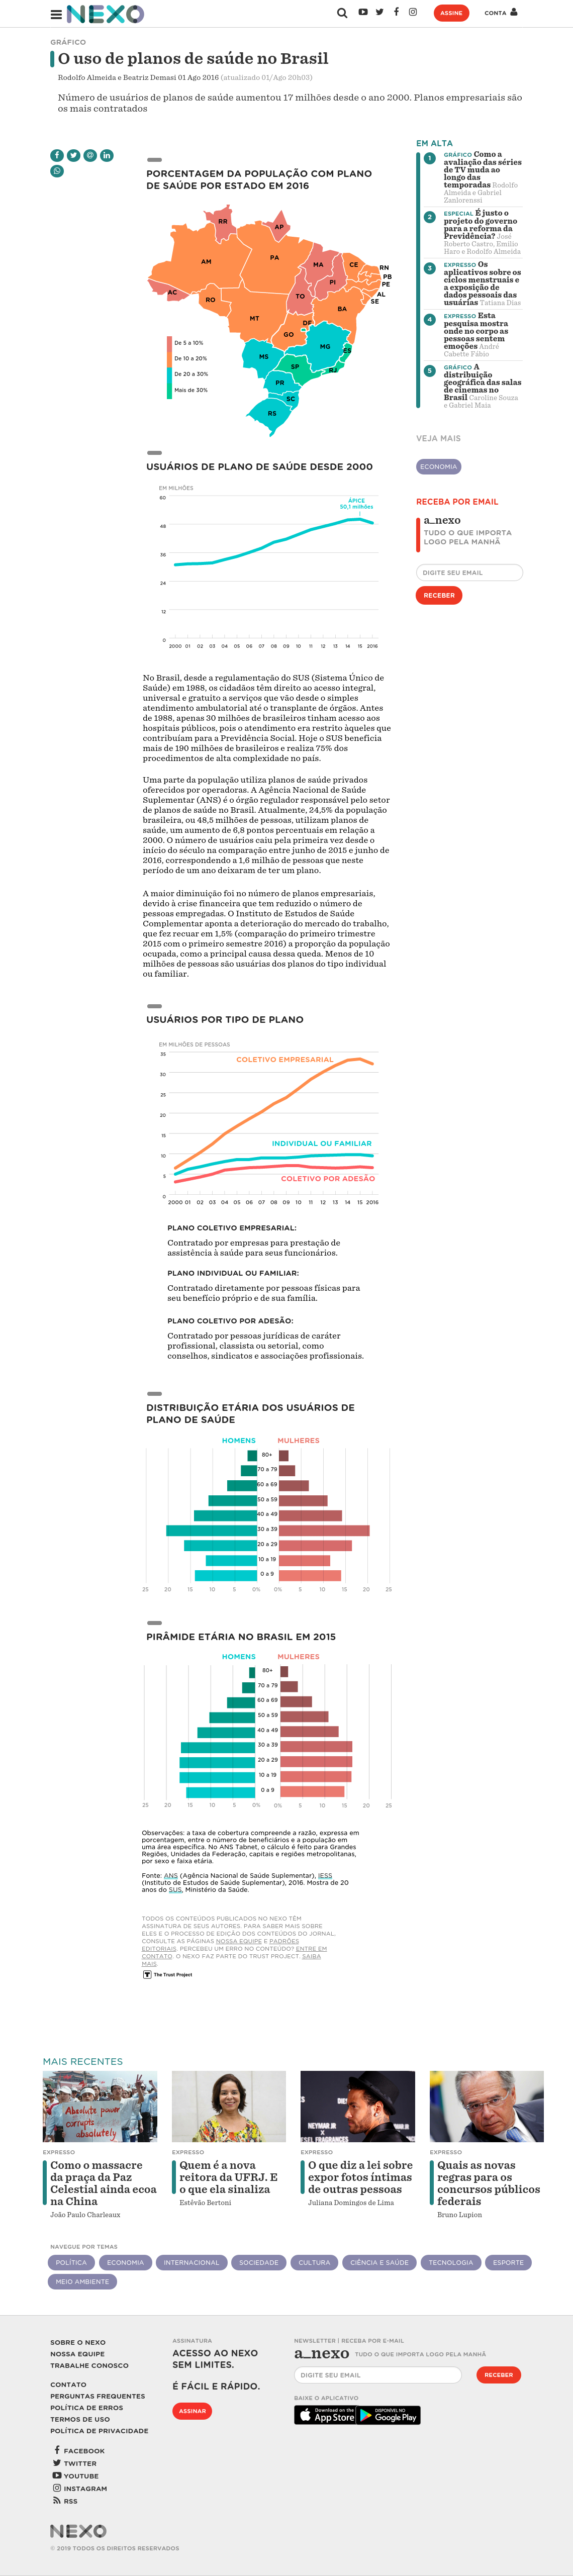 NEXO
ASSINE
CONTA
GRÁFICO
O uso de planos de saúde no Brasil
Rodolfo Almeida e Beatriz Demasi 01 Ago 2016 (atualizado 01/Ago 20h03)
Número de usuários de planos de saúde aumentou 17 milhões desde o ano 2000. Planos empresariais são
os mais contratados
PORCENTAGEM DA POPULAÇÃO COM PLANO
DE SAÚDE POR ESTADO EM 2016
RR
AP
AM
PA
MA
CE
RN
PB
PE
AL
SE
PI
AC
RO
TO
BA
MT
DF
GO
MG
ES
MS
SP
RJ
PR
SC
RS
De 5 a 10%
De 10 a 20%
De 20 a 30%
Mais de 30%
USUÁRIOS DE PLANO DE SAÚDE DESDE 2000
EM MILHÕES
60
ÁPICE
50,1 milhões
48
36
24
12
0
2000 01 02 03 04 05 06 07 08 09 10 11 12 13 14 15 2016
No Brasil, desde a regulamentação do SUS (Sistema Único de
Saúde) em 1988, os cidadãos têm direito ao acesso integral,
universal e gratuito a serviços que vão desde o simples
atendimento ambulatorial até o transplante de órgãos. Antes
de 1988, apenas 30 milhões de brasileiros tinham acesso aos
hospitais públicos, pois o atendimento era restrito àqueles que
contribuíam para a Previdência Social. Hoje o SUS beneficia
mais de 190 milhões de brasileiros e realiza 75% dos
procedimentos de alta complexidade no país.
Uma parte da população utiliza planos de saúde privados
oferecidos por operadoras. A Agência Nacional de Saúde
Suplementar (ANS) é o órgão regulador responsável pelo setor
de planos de saúde no Brasil. Atualmente, 24,5% da população
brasileira, ou 48,5 milhões de pessoas, utilizam planos de
saúde, um aumento de 6,8 pontos percentuais em relação a
2000. O número de usuários caiu pela primeira vez desde o
início do século na comparação entre junho de 2015 e junho de
2016, correspondendo a 1,6 milhão de pessoas que neste
período de um ano deixaram de ter um plano.
A maior diminuição foi no número de planos empresariais,
devido à crise financeira que tem reduzido o número de
pessoas empregadas. O Instituto de Estudos de Saúde
Complementar aponta a deterioração do mercado do trabalho,
que fez recuar em 1,5% (comparação do primeiro trimestre
2015 com o primeiro semestre 2016) a proporção da população
ocupada, como a principal causa dessa queda. Menos de 10
milhões de pessoas são usuárias dos planos do tipo individual
ou familiar.
USUÁRIOS POR TIPO DE PLANO
EM MILHÕES DE PESSOAS
35
COLETIVO EMPRESARIAL
30
25
20
15
INDIVIDUAL OU FAMILIAR
10
COLETIVO POR ADESÃO
5
0
2000 01 02 03 04 05 06 07 08 09 10 11 12 13 14 15 2016
PLANO COLETIVO EMPRESARIAL:
Contratado por empresas para prestação de
assistência à saúde para seus funcionários.
PLANO INDIVIDUAL OU FAMILIAR:
Contratado diretamente por pessoas físicas para
seu benefício próprio e de sua família.
PLANO COLETIVO POR ADESÃO:
Contratado por pessoas jurídicas de caráter
profissional, classista ou setorial, como
conselhos, sindicatos e associações profissionais.
DISTRIBUIÇÃO ETÁRIA DOS USUÁRIOS DE
PLANO DE SAÚDE
HOMENS MULHERES
80+
70 a 79
60 a 69
50 a 59
40 a 49
30 a 39
20 a 29
10 a 19
0 a 9
25 20 15 10 5 0% 0% 5 10 15 20 25
PIRÂMIDE ETÁRIA NO BRASIL EM 2015
HOMENS MULHERES
80+
70 a 79
60 a 69
50 a 59
40 a 49
30 a 39
20 a 29
10 a 19
0 a 9
25 20 15 10 5 0% 0% 5 10 15 20 25
Observações: a taxa de cobertura compreende a razão, expressa em
porcentagem, entre o número de beneficiários e a população em
uma área específica. No ANS Tabnet, o cálculo é feito para Grandes
Regiões, Unidades da Federação, capitais e regiões metropolitanas,
por sexo e faixa etária.
Fonte: ANS (Agência Nacional de Saúde Suplementar), IESS
(Instituto de Estudos de Saúde Suplementar), 2016. Mostra de 20
anos do SUS, Ministério da Saúde.
TODOS OS CONTEÚDOS PUBLICADOS NO NEXO TÊM
ASSINATURA DE SEUS AUTORES. PARA SABER MAIS SOBRE
ELES E O PROCESSO DE EDIÇÃO DOS CONTEÚDOS DO JORNAL,
CONSULTE AS PÁGINAS NOSSA EQUIPE E PADRÕES
EDITORIAIS. PERCEBEU UM ERRO NO CONTEÚDO? ENTRE EM
CONTATO. O NEXO FAZ PARTE DO TRUST PROJECT. SAIBA
MAIS.
The Trust Project
EM ALTA
1
GRÁFICO Como a
avaliação das séries
de TV muda ao
longo das
temporadas Rodolfo
Almeida e Gabriel
Zanlorenssi
2
ESPECIAL É justo o
projeto do governo
para a reforma da
Previdência? José
Roberto Castro, Emilio
Haro e Rodolfo Almeida
3
EXPRESSO Os
aplicativos sobre os
ciclos menstruais e
a exposição de
dados pessoais das
usuárias Tatiana Dias
4
EXPRESSO Esta
pesquisa mostra
onde no corpo as
pessoas sentem
emoções André
Cabette Fábio
5
GRÁFICO A
distribuição
geográfica das salas
de cinemas no
Brasil Caroline Souza
e Gabriel Maia
VEJA MAIS
ECONOMIA
RECEBA POR EMAIL
a_nexo
TUDO O QUE IMPORTA
LOGO PELA MANHÃ
DIGITE SEU EMAIL
RECEBER
MAIS RECENTES
Absolute power
corrupts
absolutely
EXPRESSO
Como o massacre
da praça da Paz
Celestial ainda ecoa
na China
João Paulo Charleaux
EXPRESSO
Quem é a nova
reitora da UFRJ. E
o que ela sinaliza
Estêvão Bertoni
NEYMAR JR
EXPRESSO
O que diz a lei sobre
expor fotos íntimas
de outras pessoas
Juliana Domingos de Lima
EXPRESSO
Quais as novas
regras para os
concursos públicos
federais
Bruno Lupion
NAVEGUE POR TEMAS
POLÍTICA
ECONOMIA
INTERNACIONAL
SOCIEDADE
CULTURA
CIÊNCIA E SAÚDE
TECNOLOGIA
ESPORTE
MEIO AMBIENTE
SOBRE O NEXO
NOSSA EQUIPE
TRABALHE CONOSCO
CONTATO
PERGUNTAS FREQUENTES
POLÍTICA DE ERROS
TERMOS DE USO
POLÍTICA DE PRIVACIDADE
FACEBOOK
TWITTER
YOUTUBE
INSTAGRAM
RSS
ASSINATURA
ACESSO AO NEXO
SEM LIMITES.
É FÁCIL E RÁPIDO.
ASSINAR
NEWSLETTER | RECEBA POR E-MAIL
a_nexo TUDO O QUE IMPORTA LOGO PELA MANHÃ
DIGITE SEU EMAIL
RECEBER
BAIXE O APLICATIVO
Download on the
App Store
DISPONÍVEL NO
Google Play
NEXO
© 2019 TODOS OS DIREITOS RESERVADOS